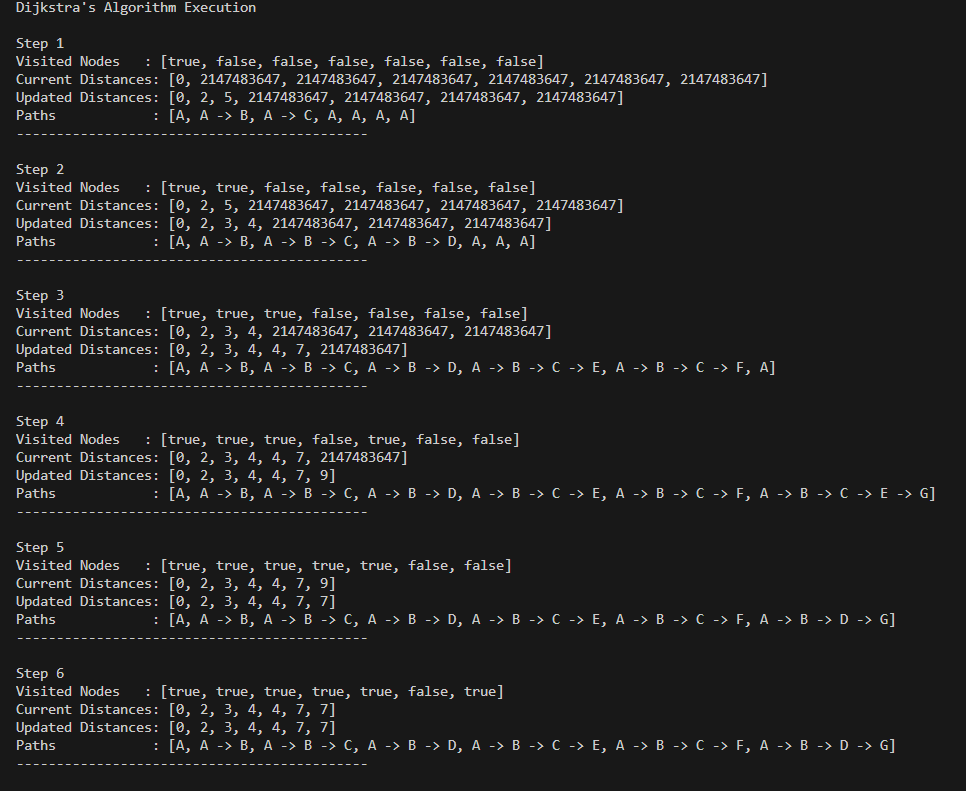 Dijkstra's Algorithm Execution
Step 1
Visited Nodes   : [true, false, false, false, false, false, false]
Current Distances: [0, 2147483647, 2147483647, 2147483647, 2147483647, 2147483647, 2147483647]
Updated Distances: [0, 2, 5, 2147483647, 2147483647, 2147483647, 2147483647]
Paths            : [A, A -> B, A -> C, A, A, A, A]
--------------------------------------------
Step 2
Visited Nodes   : [true, true, false, false, false, false, false]
Current Distances: [0, 2, 5, 2147483647, 2147483647, 2147483647, 2147483647]
Updated Distances: [0, 2, 3, 4, 2147483647, 2147483647, 2147483647]
Paths            : [A, A -> B, A -> B -> C, A -> B -> D, A, A, A]
--------------------------------------------
Step 3
Visited Nodes   : [true, true, true, false, false, false, false]
Current Distances: [0, 2, 3, 4, 2147483647, 2147483647, 2147483647]
Updated Distances: [0, 2, 3, 4, 4, 7, 2147483647]
Paths            : [A, A -> B, A -> B -> C, A -> B -> D, A -> B -> C -> E, A -> B -> C -> F, A]
--------------------------------------------
Step 4
Visited Nodes   : [true, true, true, false, true, false, false]
Current Distances: [0, 2, 3, 4, 4, 7, 2147483647]
Updated Distances: [0, 2, 3, 4, 4, 7, 9]
Paths            : [A, A -> B, A -> B -> C, A -> B -> D, A -> B -> C -> E, A -> B -> C -> F, A -> B -> C -> E -> G]
--------------------------------------------
Step 5
Visited Nodes   : [true, true, true, true, true, false, false]
Current Distances: [0, 2, 3, 4, 4, 7, 9]
Updated Distances: [0, 2, 3, 4, 4, 7, 7]
Paths            : [A, A -> B, A -> B -> C, A -> B -> D, A -> B -> C -> E, A -> B -> C -> F, A -> B -> D -> G]
--------------------------------------------
Step 6
Visited Nodes   : [true, true, true, true, true, false, true]
Current Distances: [0, 2, 3, 4, 4, 7, 7]
Updated Distances: [0, 2, 3, 4, 4, 7, 7]
Paths            : [A, A -> B, A -> B -> C, A -> B -> D, A -> B -> C -> E, A -> B -> C -> F, A -> B -> D -> G]
--------------------------------------------